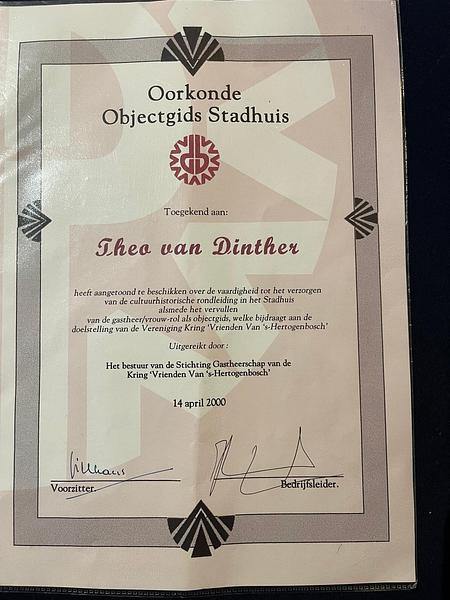 Oorkonde
Objectgids Stadhuis
Toegekend aan:
Theo van Dinther
heeft aangetoond te beschikken over de vaardigheid tot het verzorgen
van de cultuurhistorische rondleiding in het Stadhuis
alsmede het vervullen
van de gastheer/vrouw-rol als objectgids, welke bijdraagt aan de
doelstelling van de Vereniging Kring 'Vrienden Van 's-Hertogenbosch'
Uitgereikt door :
Het bestuur van de Stichting Gastheerschap van de
Kring 'Vrienden Van 's-Hertogenbosch'
14 april 2000
Voorzitter.
Bedrijfsleider.